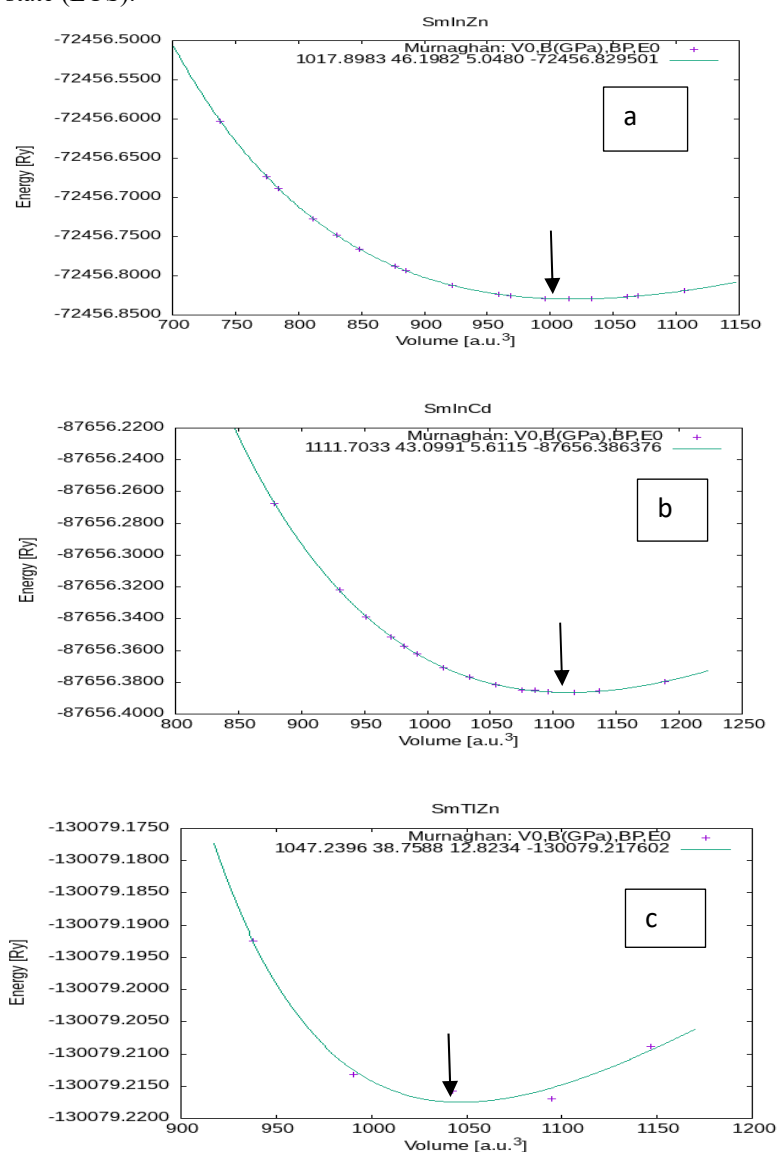 SmInZn
-72456.5000
-72456.5500
-72456.6000
-72456.6500
-72456.7000
-72456.7500
-72456.8000
-72456.8500
Energy [Ry]
Murnaghan: V0,B(GPa),BP,E0
1017.8983 46.1982 5.0480 -72456.829501
a
700 750 800 850 900 950 1000 1050 1100 1150
Volume [a.u.³]
SmInCd
-87656.2200
-87656.2400
-87656.2600
-87656.2800
-87656.3000
-87656.3200
-87656.3400
-87656.3600
-87656.3800
-87656.4000
Energy [Ry]
Murnaghan: V0,B(GPa),BP,E0
1111.7033 43.0991 5.6115 -87656.386376
b
800 850 900 950 1000 1050 1100 1150 1200 1250
Volume [a.u.³]
SmTlZn
-130079.1750
-130079.1800
-130079.1850
-130079.1900
-130079.1950
-130079.2000
-130079.2050
-130079.2100
-130079.2150
-130079.2200
Energy [Ry]
Murnaghan: V0,B(GPa),BP,E0
1047.2396 38.7588 12.8234 -130079.217602
c
900 950 1000 1050 1100 1150 1200
Volume [a.u.³]